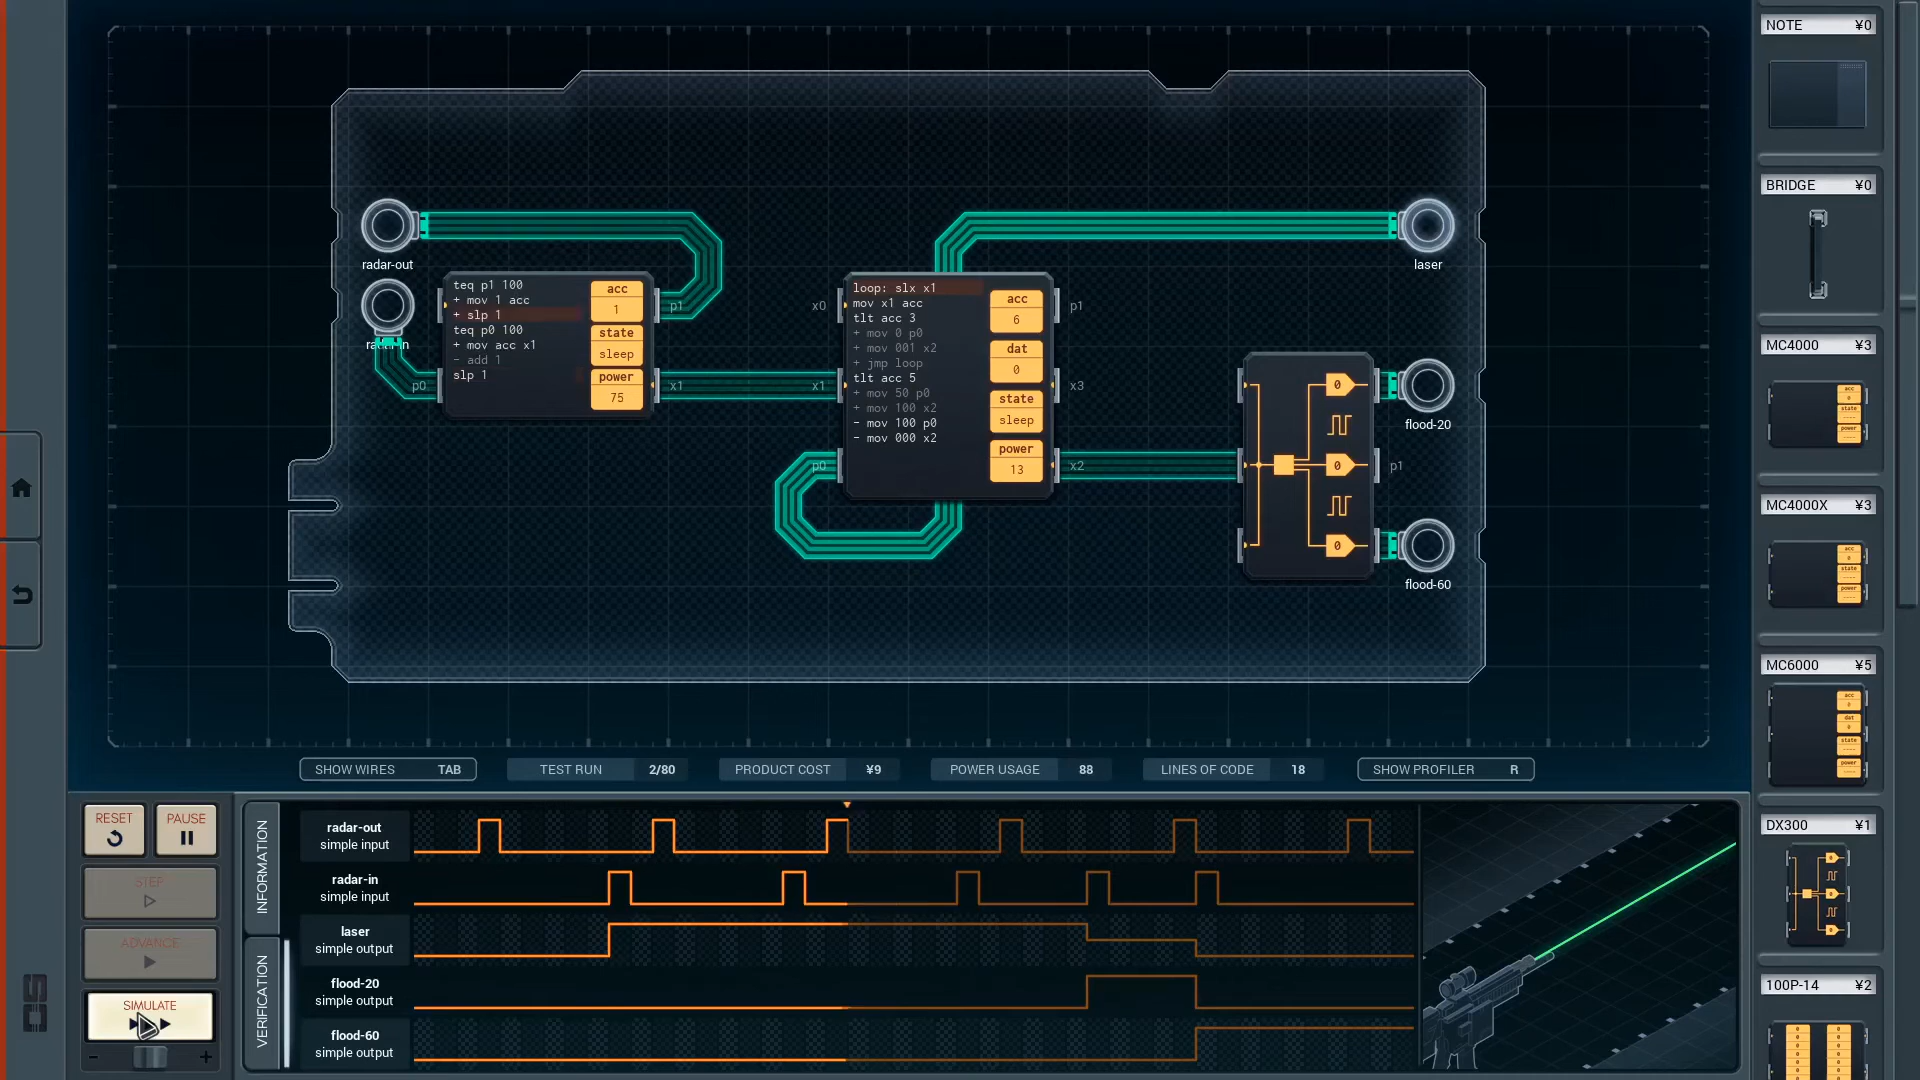 NOTE ¥0
BRIDGE ¥0
MC4000 ¥3
MC4000X ¥3
MC6000 ¥5
DX300 ¥1
100P-14 ¥2
radar-out
teq p1 100
+ mov 1 acc
+ slp 1
teq p0 100
+ mov acc x1
- add 1
slp 1
acc
1
state
sleep
power
75
p1
p0
x1
x0
x1
p0
loop: slx x1
mov x1 acc
tlt acc 3
+ mov 0 p0
+ mov 001 x2
+ jmp loop
tlt acc 5
+ mov 50 p0
+ mov 100 x2
- mov 100 p0
- mov 000 x2
acc
6
dat
0
state
sleep
power
13
p1
x3
x2
laser
0
0
0
flood-20
p1
flood-60
SHOW WIRES TAB
TEST RUN 2/80
PRODUCT COST ¥9
POWER USAGE 88
LINES OF CODE 18
SHOW PROFILER R
RESET
PAUSE
STEP
ADVANCE
SIMULATE
- +
INFORMATION
VERIFICATION
radar-out
simple input
radar-in
simple input
laser
simple output
flood-20
simple output
flood-60
simple output